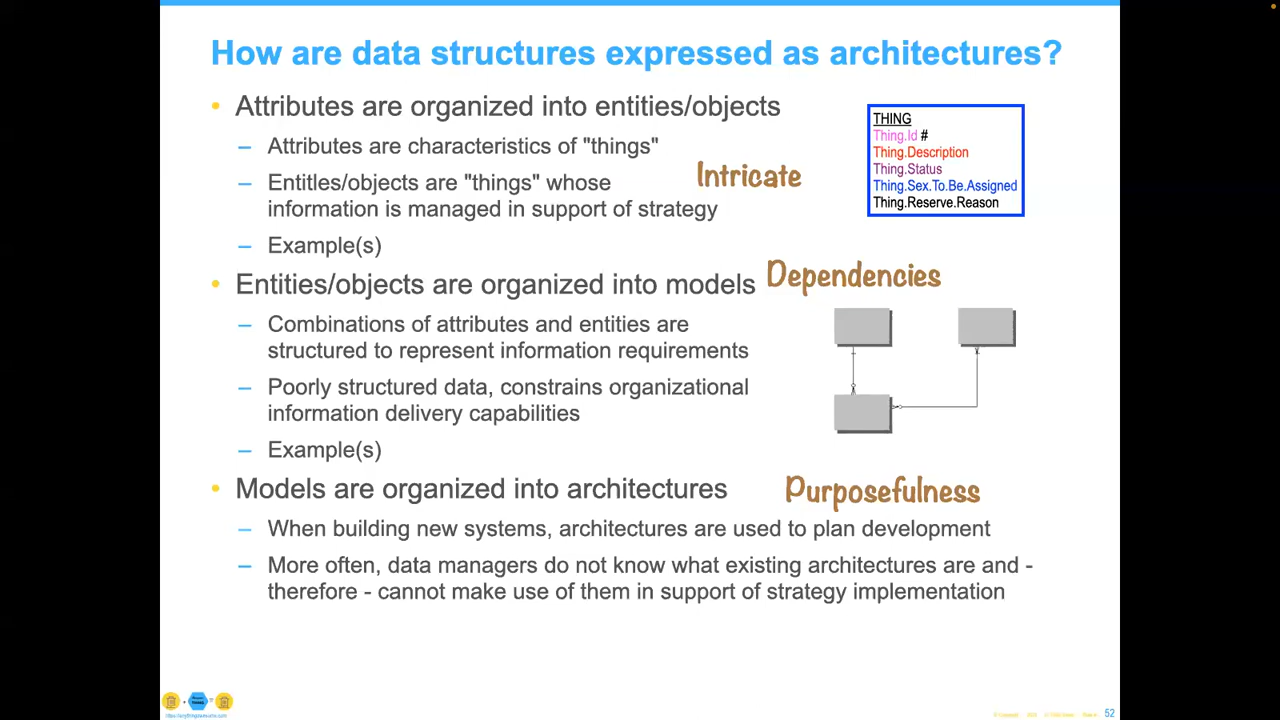 How are data structures expressed as architectures?
• Attributes are organized into entities/objects
– Attributes are characteristics of "things"
– Entitles/objects are "things" whose
information is managed in support of strategy
– Example(s)
Intricate
THING
Thing.Id #
Thing.Description
Thing.Status
Thing.Sex.To.Be.Assigned
Thing.Reserve.Reason
• Entities/objects are organized into models
Dependencies
– Combinations of attributes and entities are
structured to represent information requirements
– Poorly structured data, constrains organizational
information delivery capabilities
– Example(s)
• Models are organized into architectures
Purposefulness
– When building new systems, architectures are used to plan development
– More often, data managers do not know what existing architectures are and -
therefore - cannot make use of them in support of strategy implementation
52